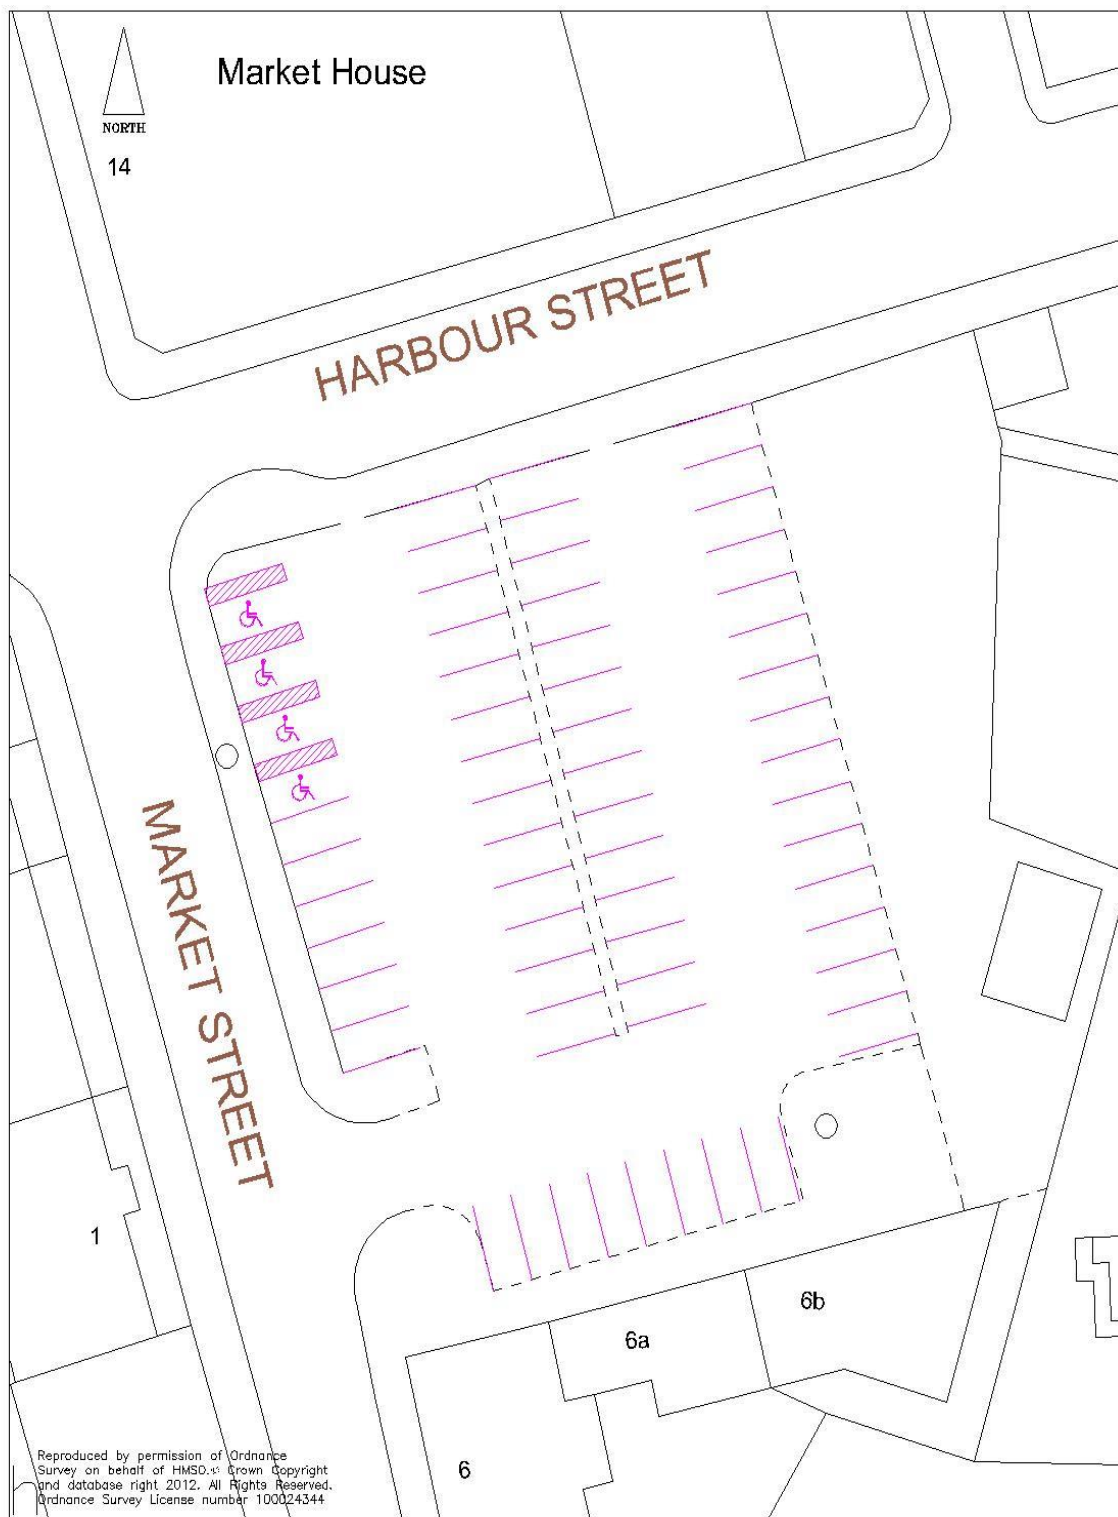 Market House
NORTH
14
HARBOUR STREET
MARKET STREET
1
6b
6a
6
Reproduced by permission of Ordnance
Survey on behalf of HMSO. Crown Copyright
and database right 2012. All Rights Reserved.
Ordnance Survey License number 100024344